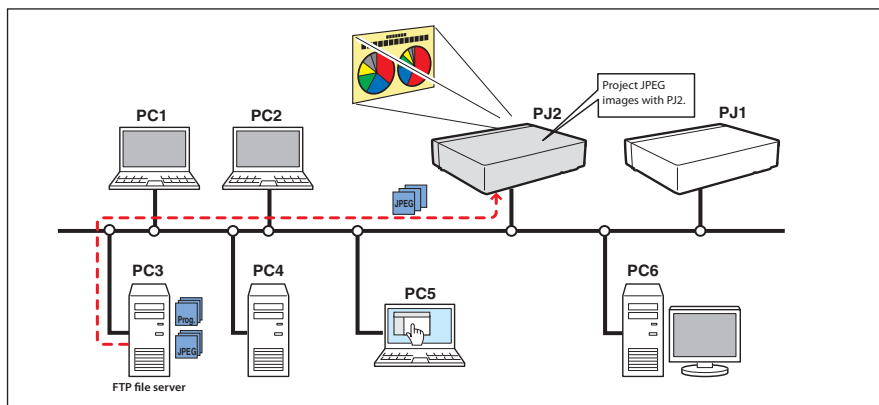 Project JPEG
images with PJ2.
PJ2
PJ1
PC1
PC2
JPEG
PC3
PC4
PC5
PC6
Prog.
JPEG
FTP file server